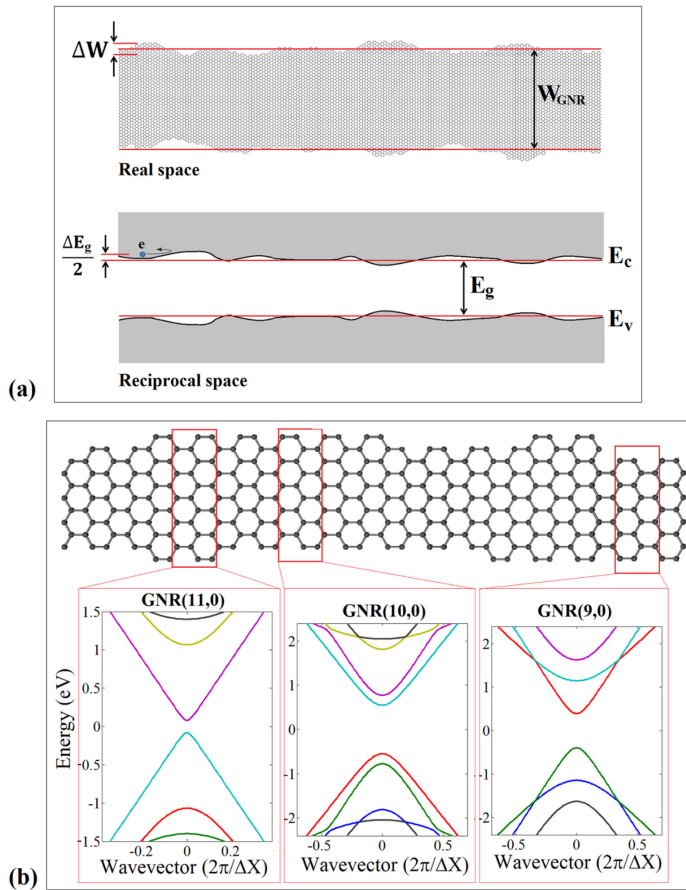 ΔW
W_GNR
Real space
ΔE_g
2
e
E_c
E_g
E_v
Reciprocal space
(a)
GNR(11,0)
GNR(10,0)
GNR(9,0)
Energy (eV)
1.5
1
0.5
0
-0.5
-1
-1.5
-0.2
0
0.2
Wavevector (2π/ΔX)
2
1
0
-1
-2
-0.5
0
0.5
Wavevector (2π/ΔX)
2
1
0
-1
-2
-0.5
0
0.5
Wavevector (2π/ΔX)
(b)